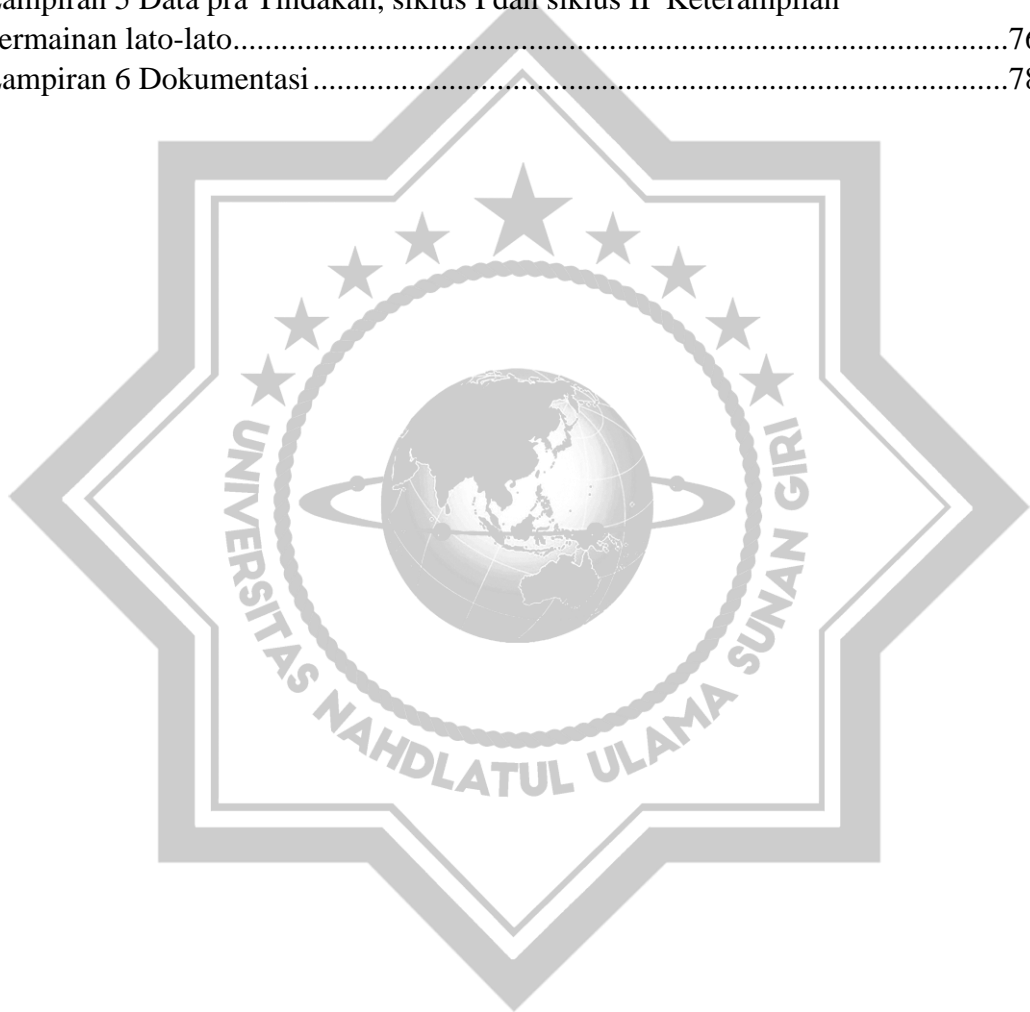 ampiran 5 Data pra Tindakan, siklus I dan siklus II Keterampilan
ermainan lato-lato..................................................................................................76
ampiran 6 Dokumentasi........................................................................................78
UNIVERSITAS NAHDLATUL ULAMA SUNAN GIRI